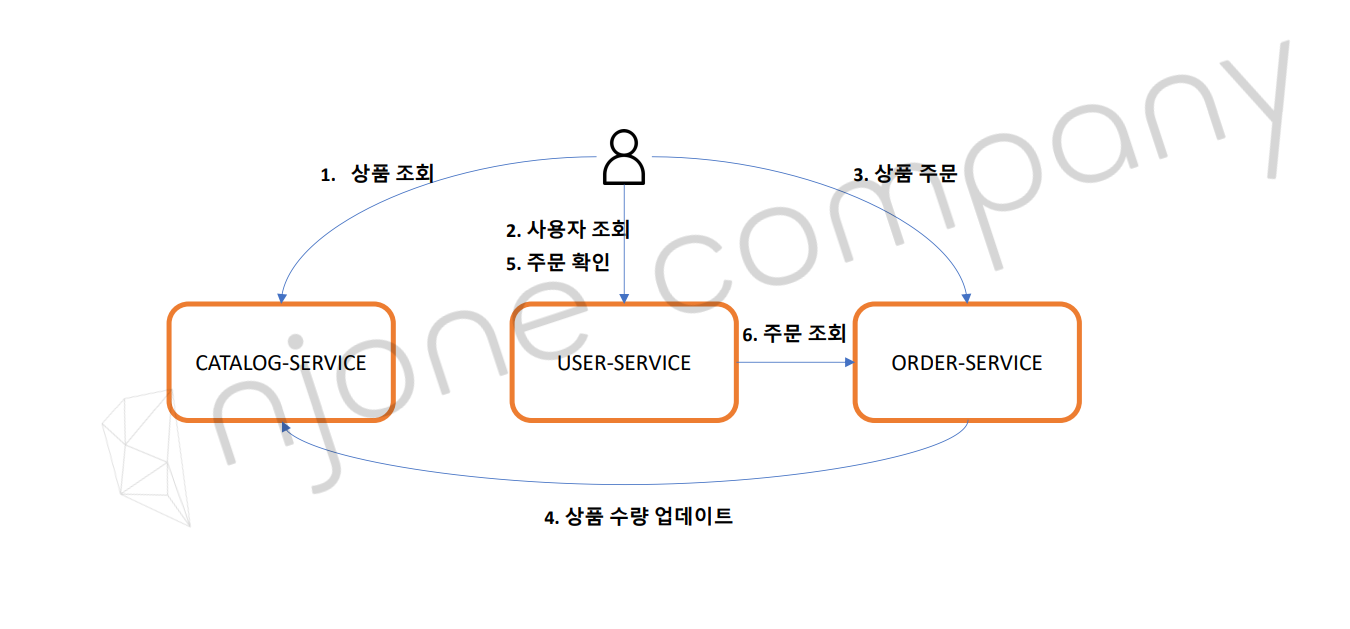 1. 상품 조회
3. 상품 주문
2. 사용자 조회
5. 주문 확인
6. 주문 조회
CATALOG-SERVICE
USER-SERVICE
ORDER-SERVICE
4. 상품 수량 업데이트
njone company